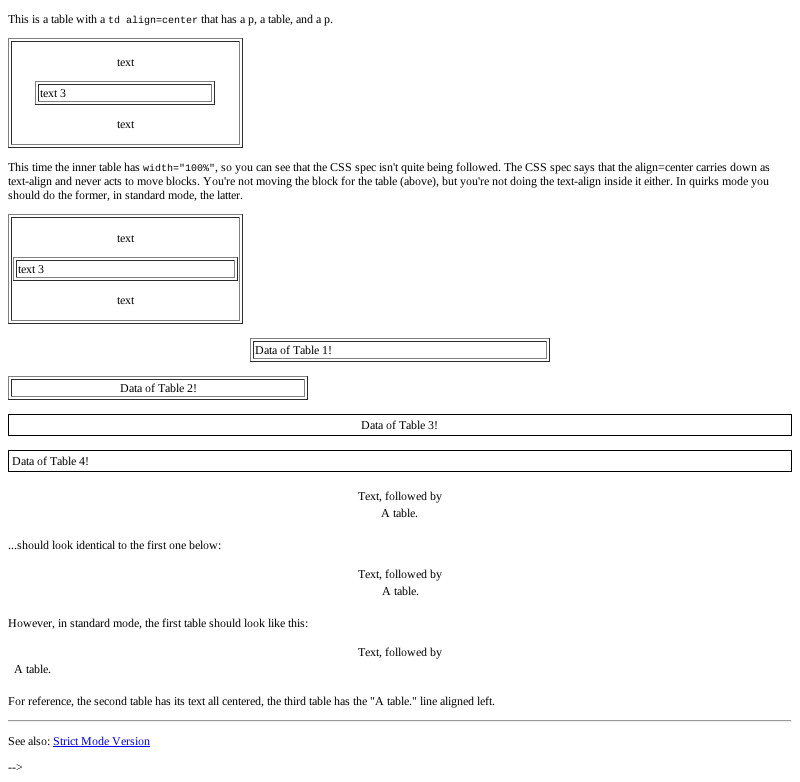 This is a table with a td align=center that has a p, a table, and a p.
text
text 3
text
This time the inner table has width="100%", so you can see that the CSS spec isn't quite being followed. The CSS spec says that the align=center carries down as
text-align and never acts to move blocks. You're not moving the block for the table (above), but you're not doing the text-align inside it either. In quirks mode you
should do the former, in standard mode, the latter.
text
text 3
text
Data of Table 1!
Data of Table 2!
Data of Table 3!
Data of Table 4!
Text, followed by
A table.
...should look identical to the first one below:
Text, followed by
A table.
However, in standard mode, the first table should look like this:
Text, followed by
A table.
For reference, the second table has its text all centered, the third table has the "A table." line aligned left.
See also: Strict Mode Version
-->